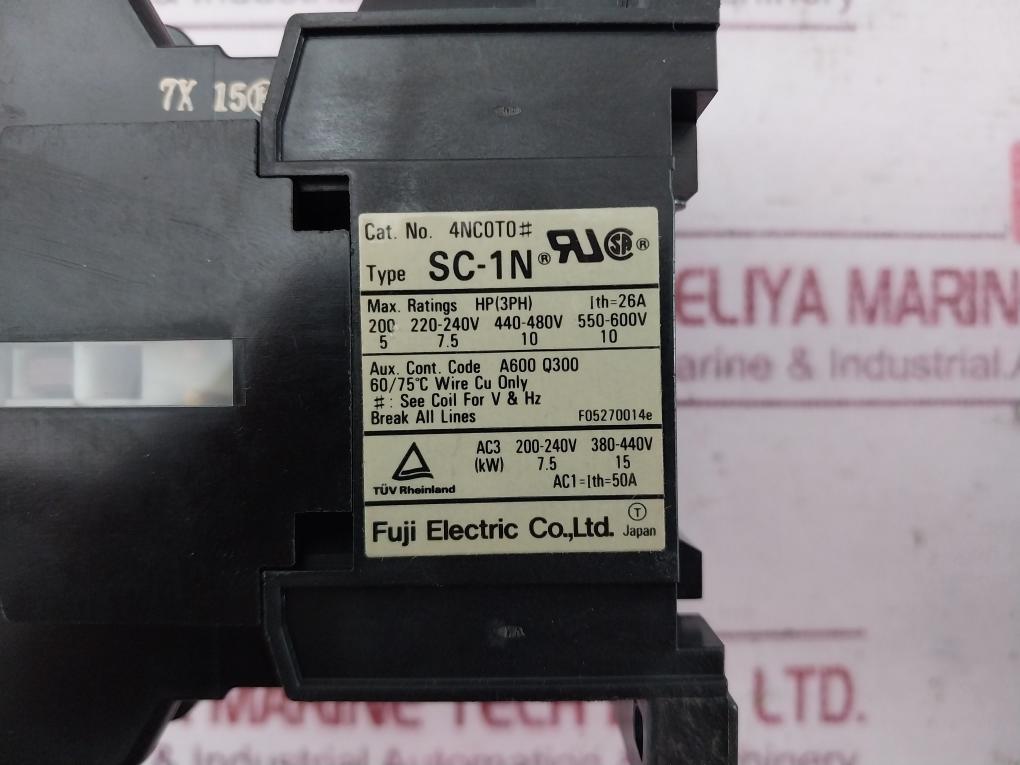 7X 15
Cat. No. 4NC0T0#
Type SC-1N ® RU ® SA ®
Max. Ratings HP(3PH) Ith=26A
200 220-240V 440-480V 550-600V
5 7.5 10 10
Aux. Cont. Code A600 Q300
60/75°C Wire Cu Only
# : See Coil For V & Hz
Break All Lines F05270014e
AC3 200-240V 380-440V
(kW) 7.5 15
AC1=Ith=50A
TÜV Rheinland
Fuji Electric Co.,Ltd. T Japan
ELIYA MARIN
arine & Industrial Autom
LTD.